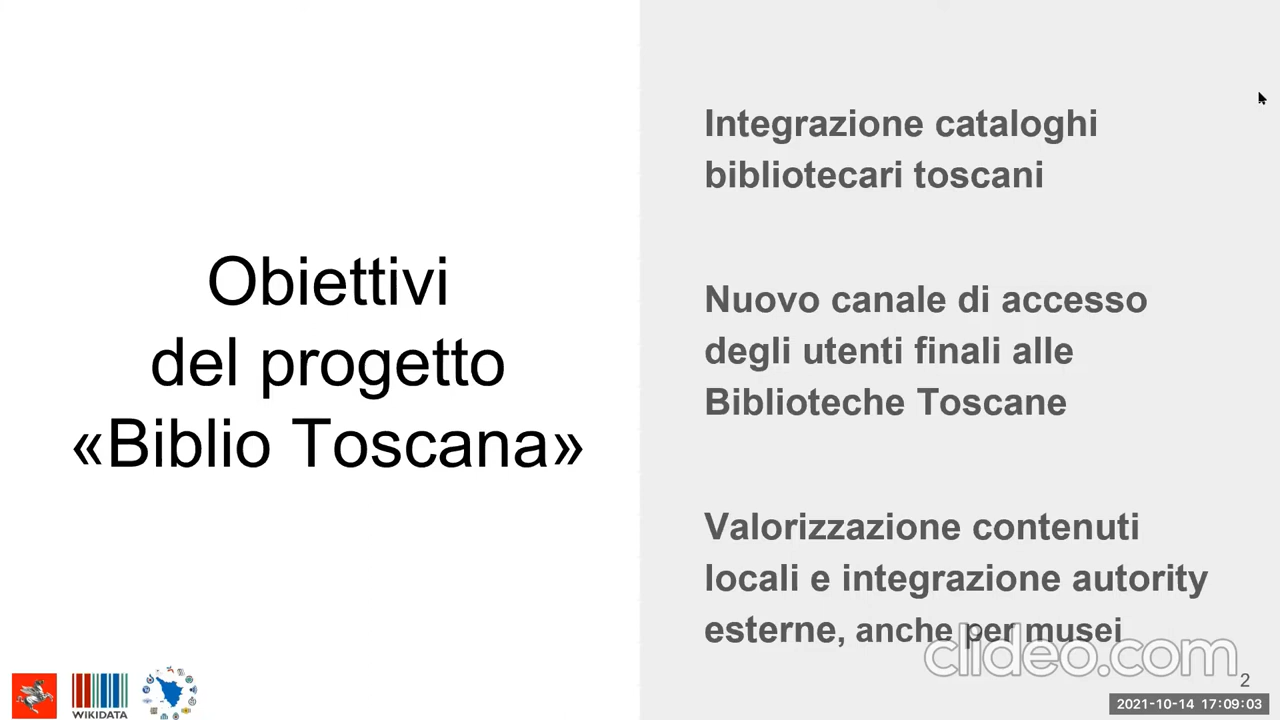 Obiettivi
del progetto
«Biblio Toscana»
Integrazione cataloghi
bibliotecari toscani
Nuovo canale di accesso
degli utenti finali alle
Biblioteche Toscane
Valorizzazione contenuti
locali e integrazione autority
esterne, anche per musei
clideo.com
2
WIKIDATA
2021-10-14 17:09:03